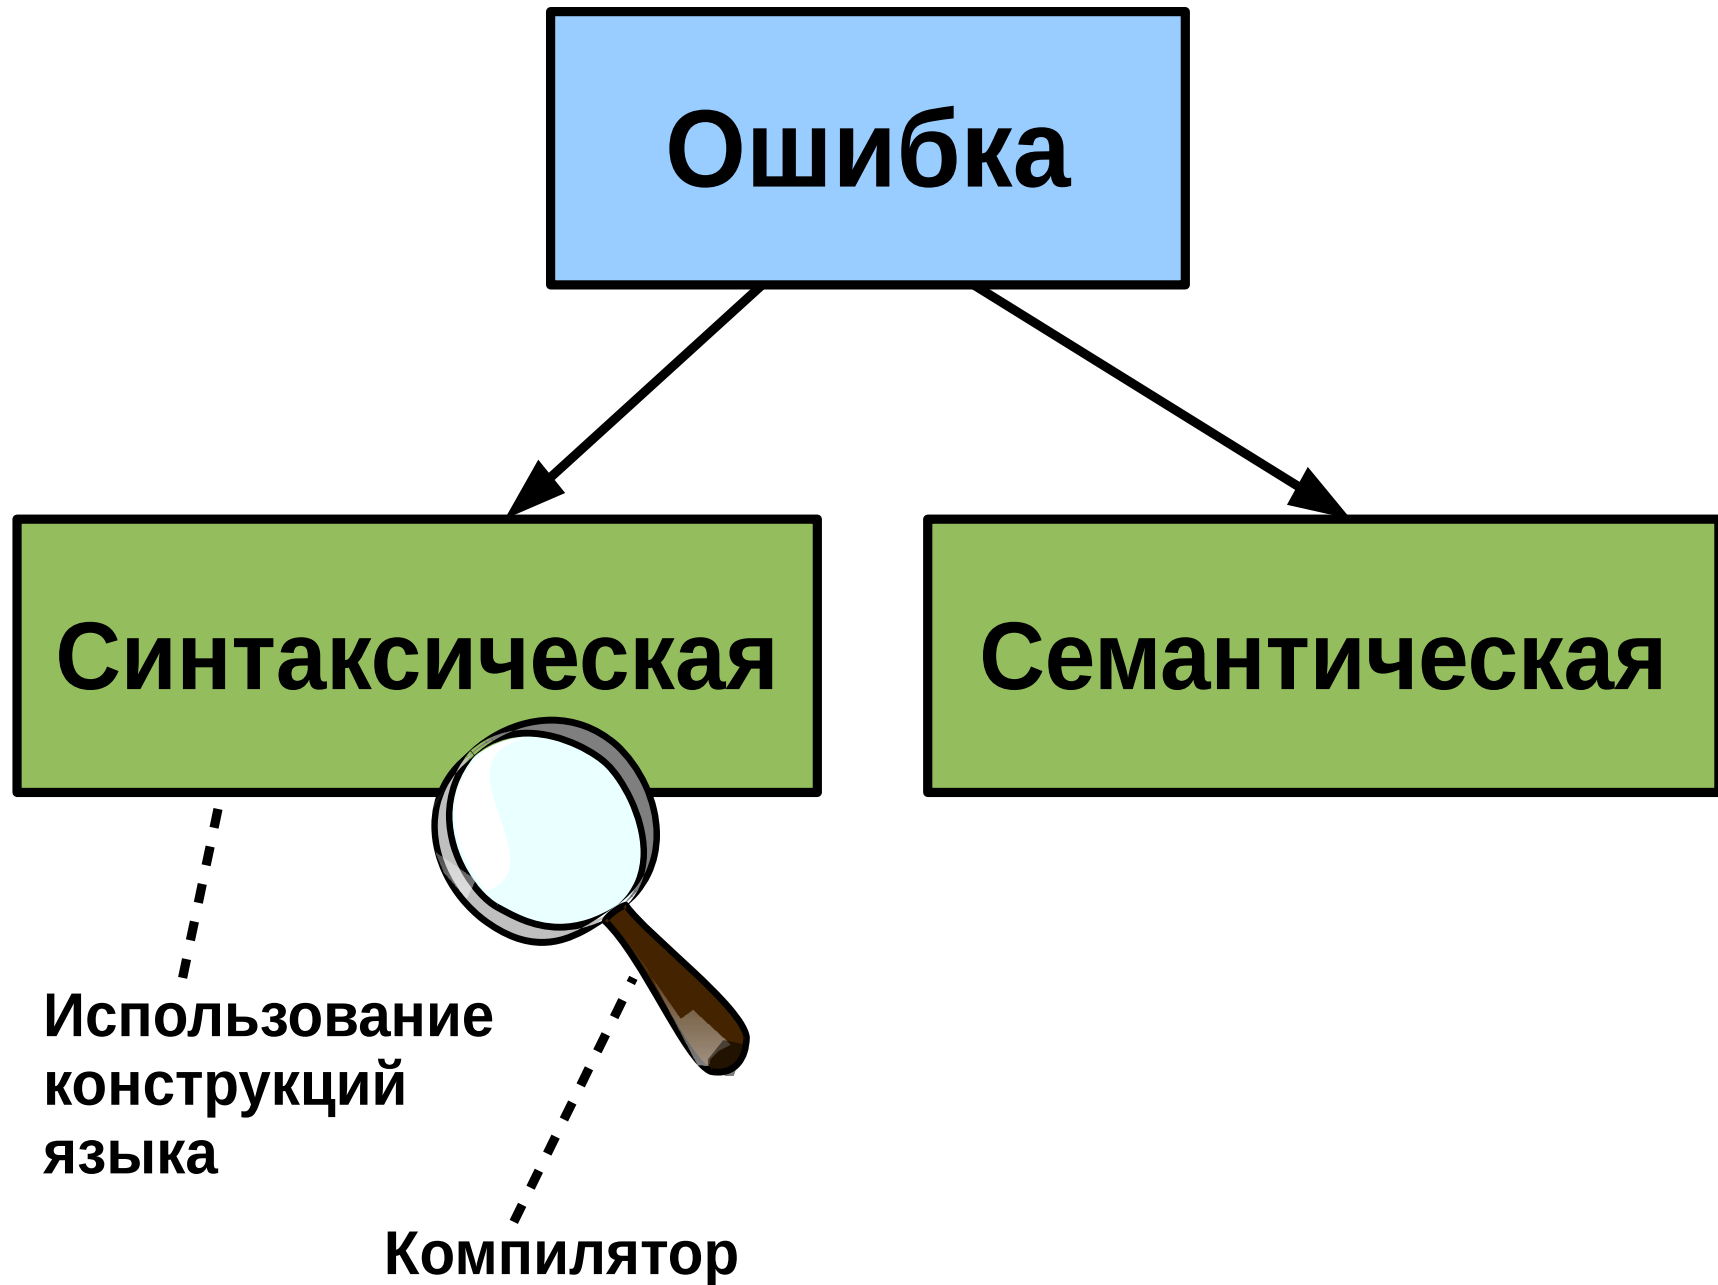 Ошибка
Синтаксическая
Семантическая
Использование
конструкций
языка
Компилятор